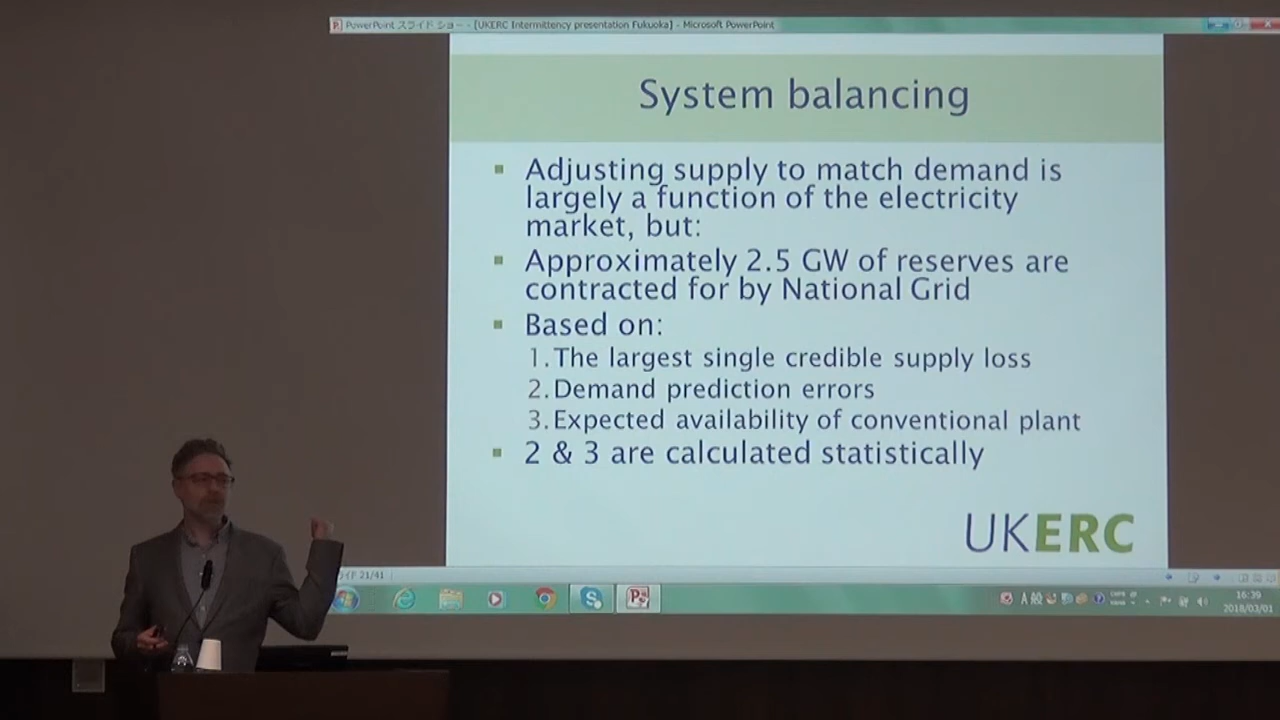 PowerPoint スライド ショー - [UKERC Intermittency presentation Fukuoka] - Microsoft PowerPoint
System balancing
Adjusting supply to match demand is
largely a function of the electricity
market, but:
Approximately 2.5 GW of reserves are
contracted for by National Grid
Based on:
1. The largest single credible supply loss
2. Demand prediction errors
3. Expected availability of conventional plant
2 & 3 are calculated statistically
UKERC
21/41
A 般
16:39
2018/03/01